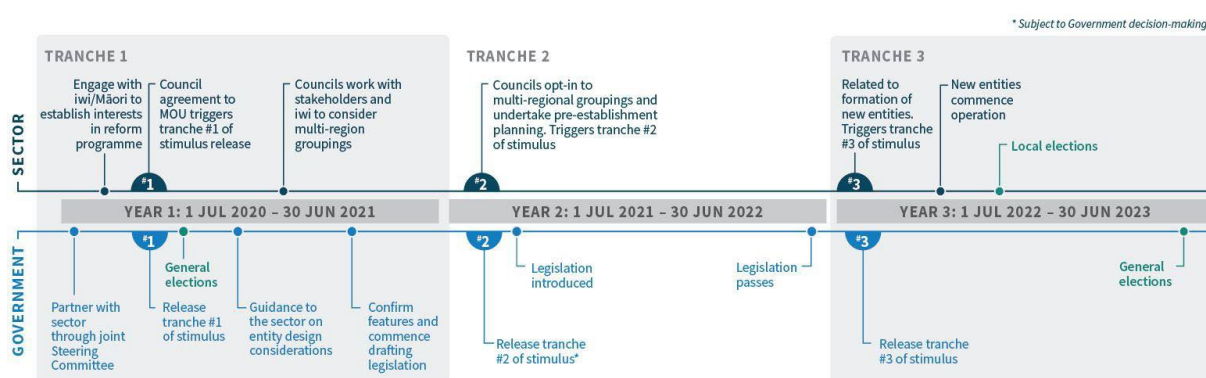 * Subject to Government decision-making
TRANCHE 1
TRANCHE 2
TRANCHE 3
SECTOR
Engage with
iwi/Māori to
establish interests
in reform
programme
Council
agreement to
MOU triggers
tranche #1 of
stimulus release
Councils work with
stakeholders and
iwi to consider
multi-region
groupings
Councils opt-in to
multi-regional groupings and
undertake pre-establishment
planning. Triggers tranche #2
of stimulus
Related to
formation of
new entities.
Triggers tranche
#3 of stimulus
New entities
commence
operation
Local elections
#1
#2
#3
YEAR 1: 1 JUL 2020 – 30 JUN 2021
YEAR 2: 1 JUL 2021 – 30 JUN 2022
YEAR 3: 1 JUL 2022 – 30 JUN 2023
GOVERNMENT
#1
#2
#3
Partner with
sector
through joint
Steering
Committee
Release
tranche #1
of stimulus
General
elections
Guidance to
the sector on
entity design
considerations
Confirm
features and
commence
drafting
legislation
Release tranche
#2 of stimulus*
Legislation
introduced
Legislation
passes
Release tranche
#3 of stimulus
General
elections